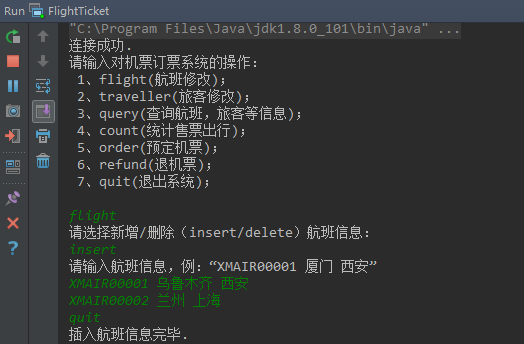 Run FlightTicket
"C:\Program Files\Java\jdk1.8.0_101\bin\java" ...
连接成功.
请输入对机票订票系统的操作:
1、flight(航班修改);
2、traveller(旅客修改);
3、query(查询航班，旅客等信息);
4、count(统计售票出行);
5、order(预定机票);
6、refund(退机票);
7、quit(退出系统);
flight
请选择新增/删除（insert/delete）航班信息:
insert
请输入航班信息，例：“XMAIR00001 厦门 西安”
XMAIR00001 乌鲁木齐 西安
XMAIR00002 兰州 上海
quit
插入航班信息完毕.